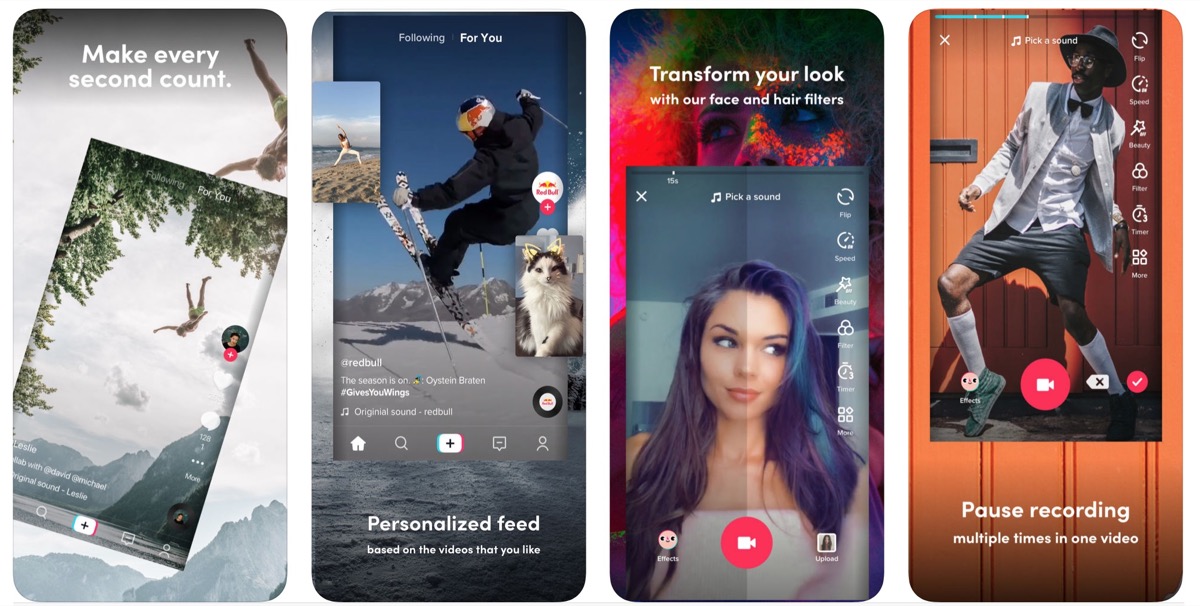 Make every
second count.
Following
For You
Leslie
collab with @david @michael
original sound - Leslie
128
1
More
Following
For You
Red Bull
@redbull
The season is on. Oystein Braten
#GivesYouWings
Originial sound - redbull
Personalized feed
based on the videos that you like
Transform your look
with our face and hair filters
15s
Pick a sound
Flip
Speed
Beauty
Filter
Timer
More
Effects
Upload
Pick a sound
Flip
Speed
Beauty
Filter
Timer
More
Effects
Pause recording
multiple times in one video